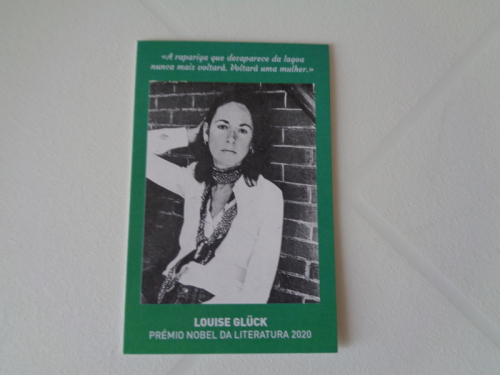 «A rapariga que desaparece da lagoa
nunca mais voltará. Voltará uma mulher.»
LOUISE GLÜCK
PRÉMIO NOBEL DA LITERATURA 2020